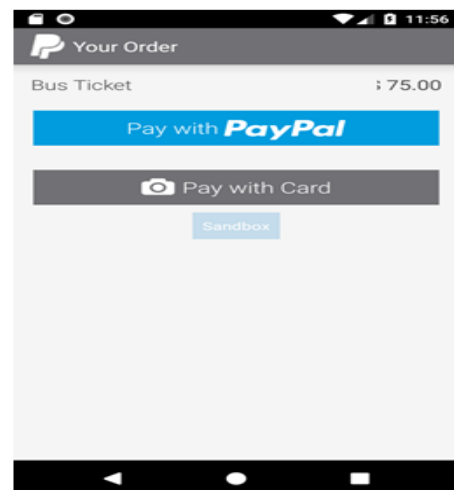 11:56
Your Order
Bus Ticket 75.00
Pay with PayPal
Pay with Card
Sandbox